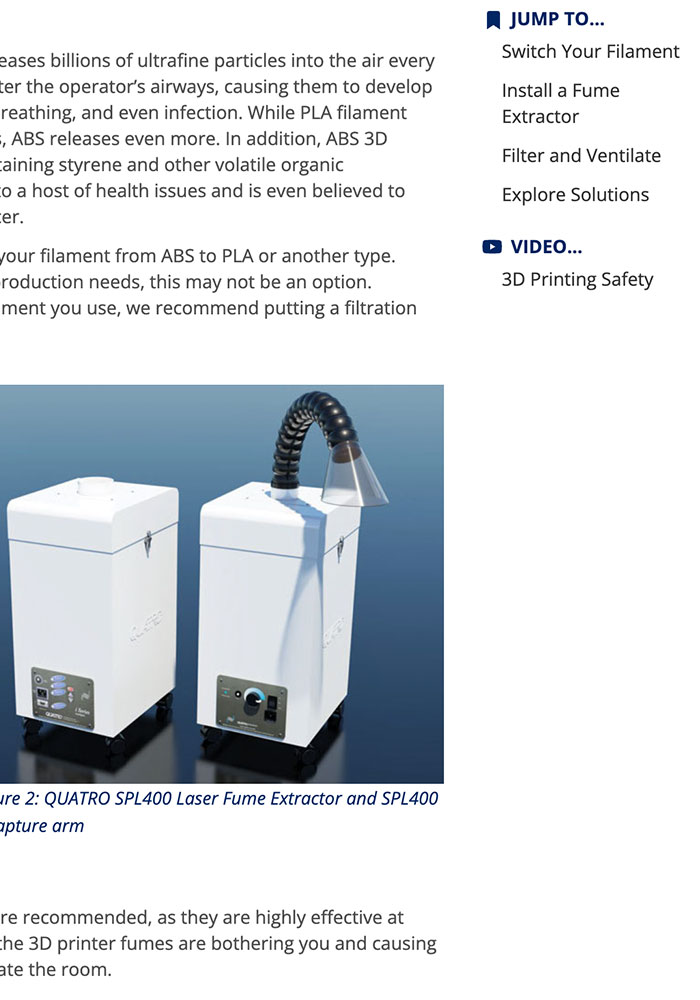 eases billions of ultrafine particles into the air every
ter the operator’s airways, causing them to develop
reathing, and even infection. While PLA filament
, ABS releases even more. In addition, ABS 3D
taining styrene and other volatile organic
o a host of health issues and is even believed to
er.
your filament from ABS to PLA or another type.
roduction needs, this may not be an option.
ment you use, we recommend putting a filtration
QUATRO
QUATRO
QUATRO
ure 2: QUATRO SPL400 Laser Fume Extractor and SPL400
apture arm
re recommended, as they are highly effective at
the 3D printer fumes are bothering you and causing
ate the room.
JUMP TO...
Switch Your Filament
Install a Fume
Extractor
Filter and Ventilate
Explore Solutions
VIDEO...
3D Printing Safety